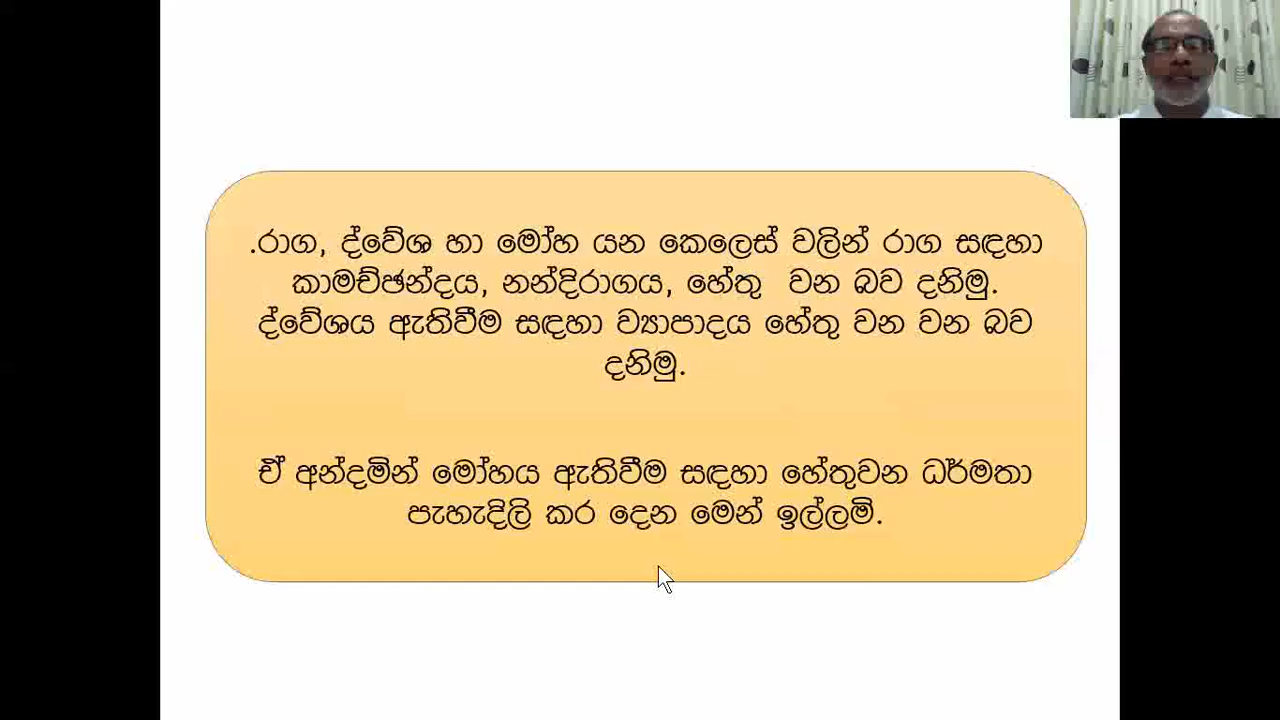 .රාග, ද්වේශ හා මෝහ යන කෙලෙස් වලින් රාග සඳහා
කාමච්ඡන්දය, නන්දිරාගය, හේතු  වන බව දනිමු.
ද්වේශය ඇතිවීම සඳහා ව්‍යාපාදය හේතු වන වන බව
දනිමු.
ඒ අන්දමින් මෝහය ඇතිවීම සඳහා හේතුවන ධර්මතා
පැහැදිලි කර දෙන මෙන් ඉල්ලමි.